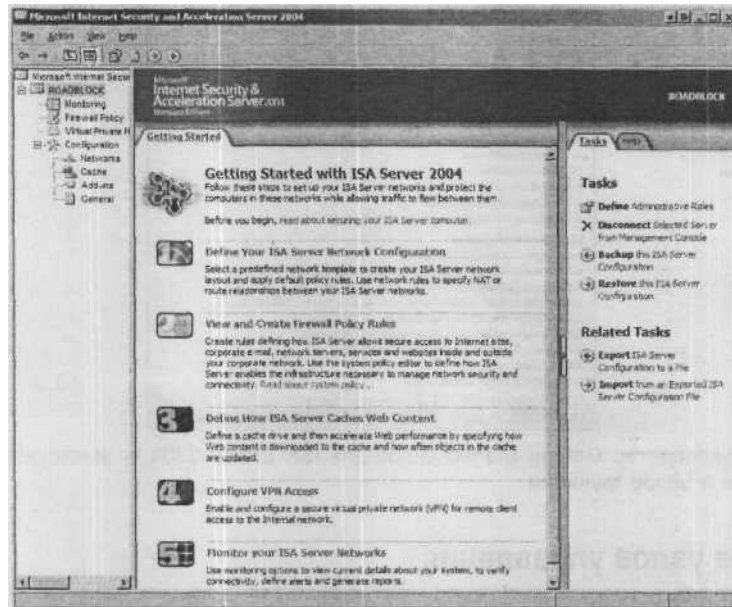 Microsoft Internet Security and Acceleration Server 2004
File Action View Help
Microsoft Internet Secur
ROADBLOCK
Monitoring
Firewall Policy
Virtual Private N
Configuration
Networks
Cache
Add-ins
General
Microsoft
Internet Security &
Acceleration Server 2004
ROADBLOCK
Getting Started
Getting Started with ISA Server 2004
Follow these steps to set up your ISA Server networks and protect the
computers in these networks while allowing traffic to flow between them.
Before you begin, read about securing your ISA Server computer.
Define Your ISA Server Network Configuration
Select a predefined network template to create your ISA Server network
layout and apply default policy rules. Use network rules to specify NAT or
route relationships between your ISA Server networks.
View and Create Firewall Policy Rules
Create rules defining how ISA Server allows secure access to Internet sites,
corporate e-mail, network servers, services and websites inside and outside
your corporate network. Use the system policy editor to define how ISA
Server enables the infrastructure necessary to manage network security and
connectivity. Read about system policy...
3
Define How ISA Server Caches Web Content
Define a cache drive and then accelerate Web performance by specifying how
Web content is downloaded to the cache and how often objects in the cache
are updated.
4
Configure VPN Access
Enable and configure a secure virtual private network (VPN) for remote client
access to the Internal network.
5
Monitor your ISA Server Networks
Use monitoring options to view current details about your system, to verify
connectivity, define alerts and generate reports.
Tasks
Help
Tasks
Define Administrative Roles
Disconnect Selected Server
from Management Console
Backup this ISA Server
Configuration
Restore this ISA Server
Configuration
Related Tasks
Export ISA Server
Configuration to a File
Import from an Exported ISA
Server Configuration File